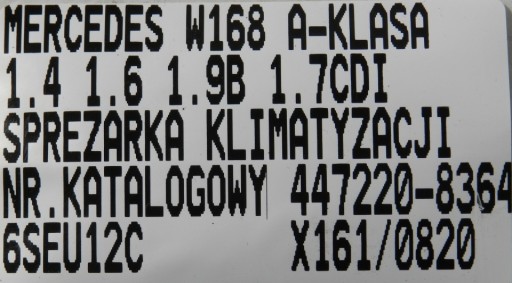 MERCEDES W168 A-KLASA
1.4 1.6 1.9B 1.7CDI
SPREZARKA KLIMATYZACJI
NR.KATALOGOWY 447220-8364
6SEU12C X161/0820